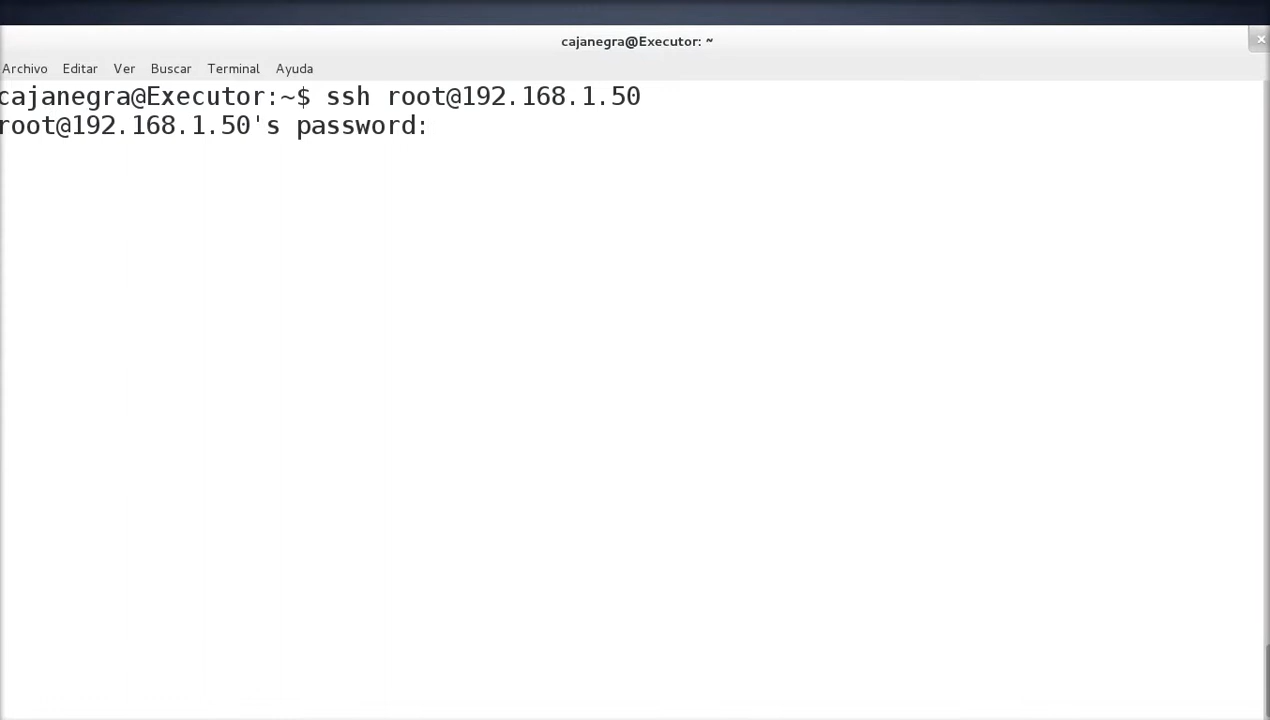 cajanegra@Executor: ~
×
Archivo Editar Ver Buscar Terminal Ayuda
cajanegra@Executor:~$ ssh root@192.168.1.50
root@192.168.1.50's password: